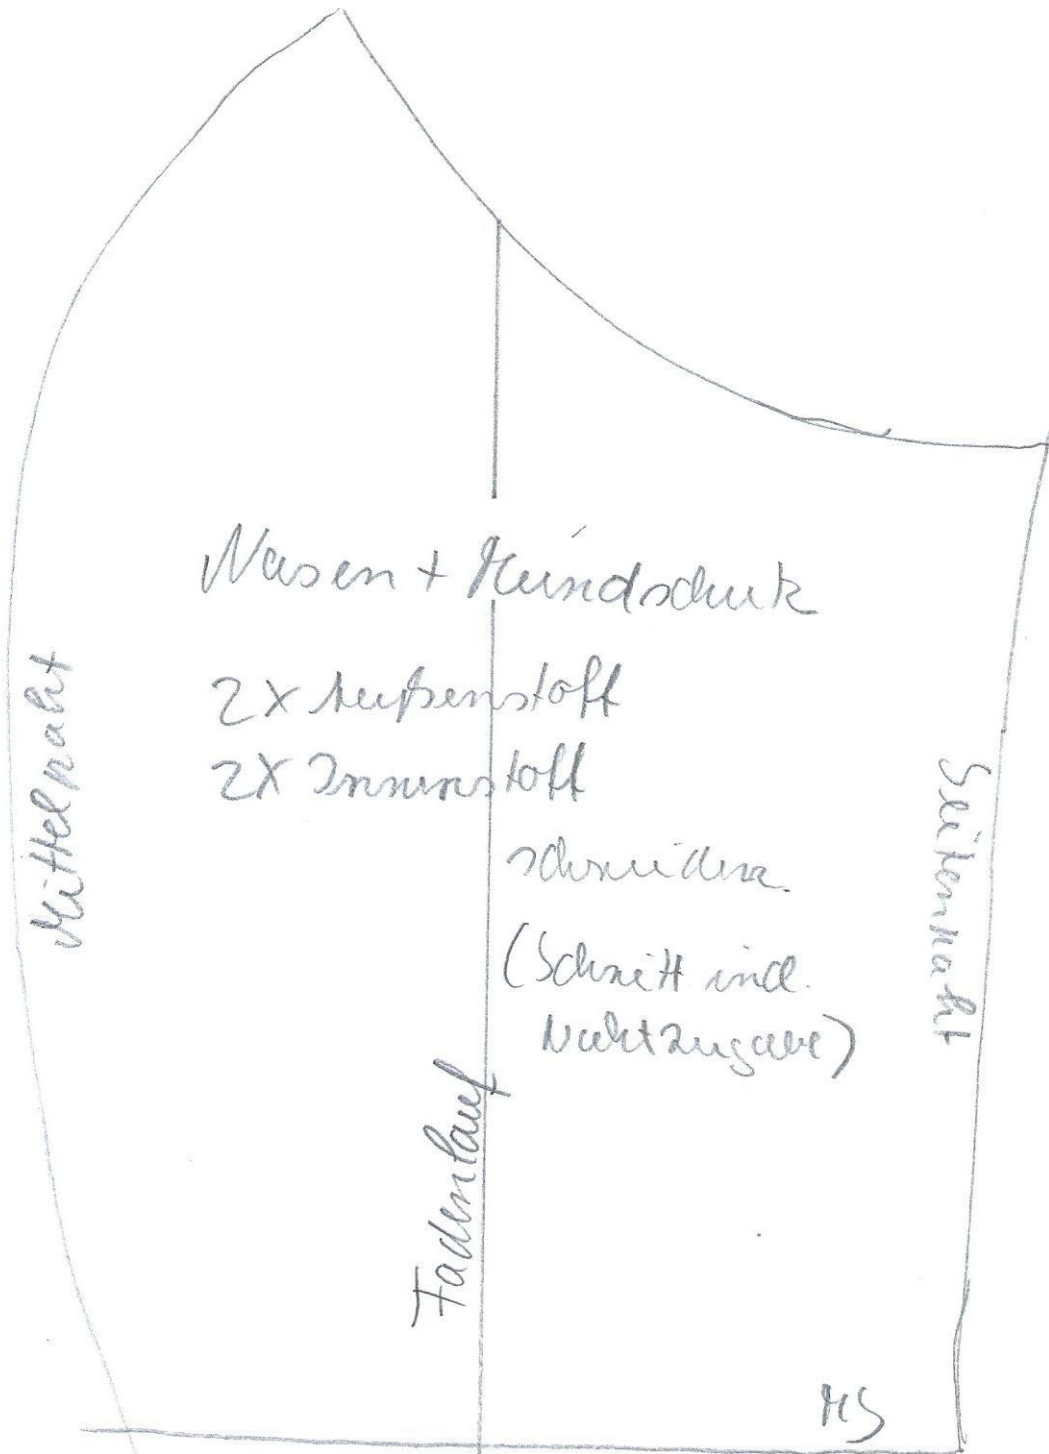 Nasen + Mundschutz
2X Außenstoff
2X Innenstoff
schneiden.
(Schnitt incl.
Nahtzugabe)
Mittelnaht
Seitennaht
Fadenlauf
MS